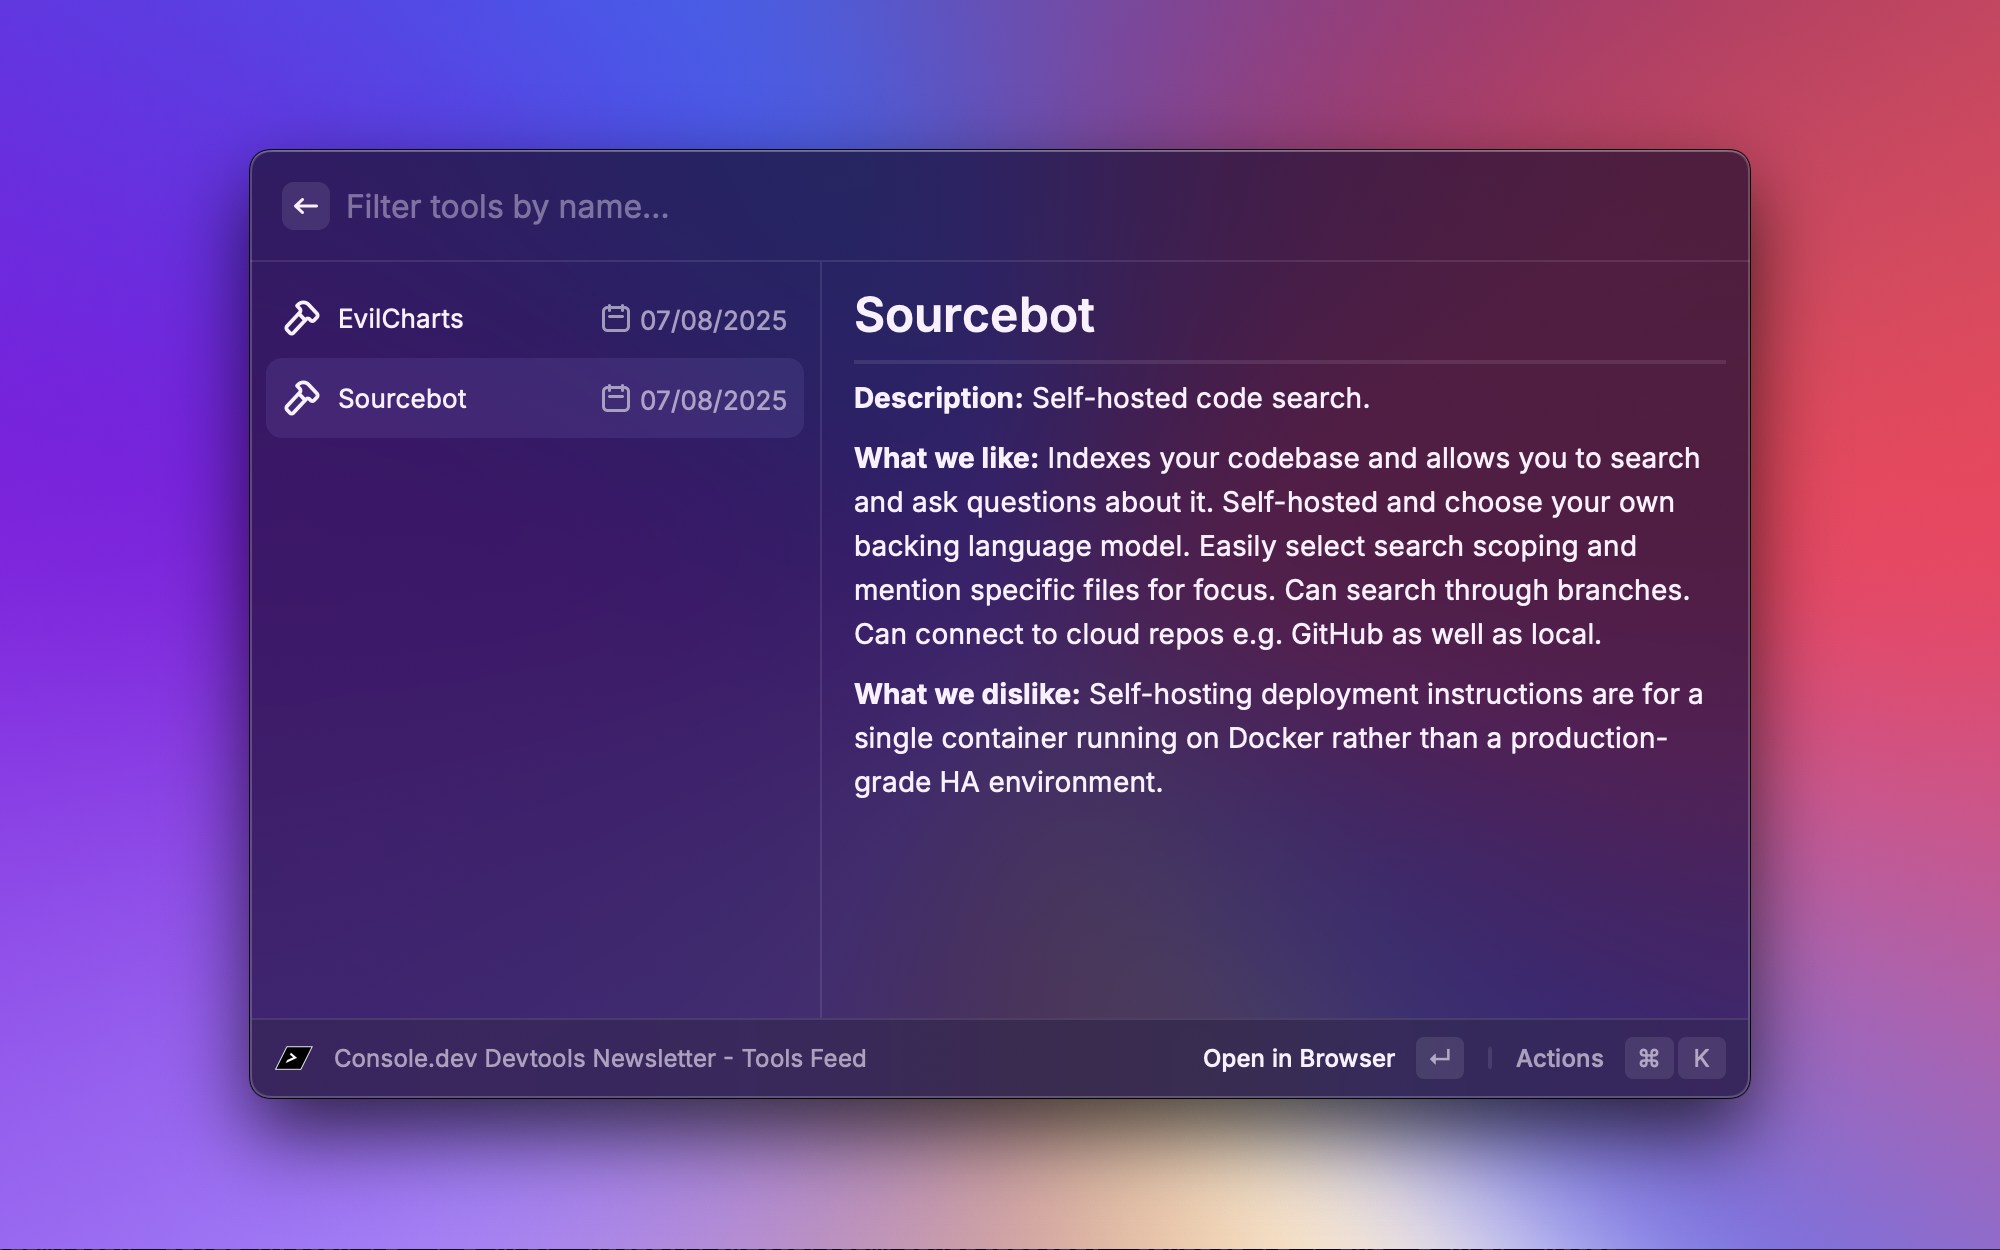 Filter tools by name...
EvilCharts 07/08/2025
Sourcebot 07/08/2025
Sourcebot
Description: Self-hosted code search.
What we like: Indexes your codebase and allows you to search
and ask questions about it. Self-hosted and choose your own
backing language model. Easily select search scoping and
mention specific files for focus. Can search through branches.
Can connect to cloud repos e.g. GitHub as well as local.
What we dislike: Self-hosting deployment instructions are for a
single container running on Docker rather than a production-
grade HA environment.
Console.dev Devtools Newsletter - Tools Feed
Open in Browser ↵ Actions ⌘ K